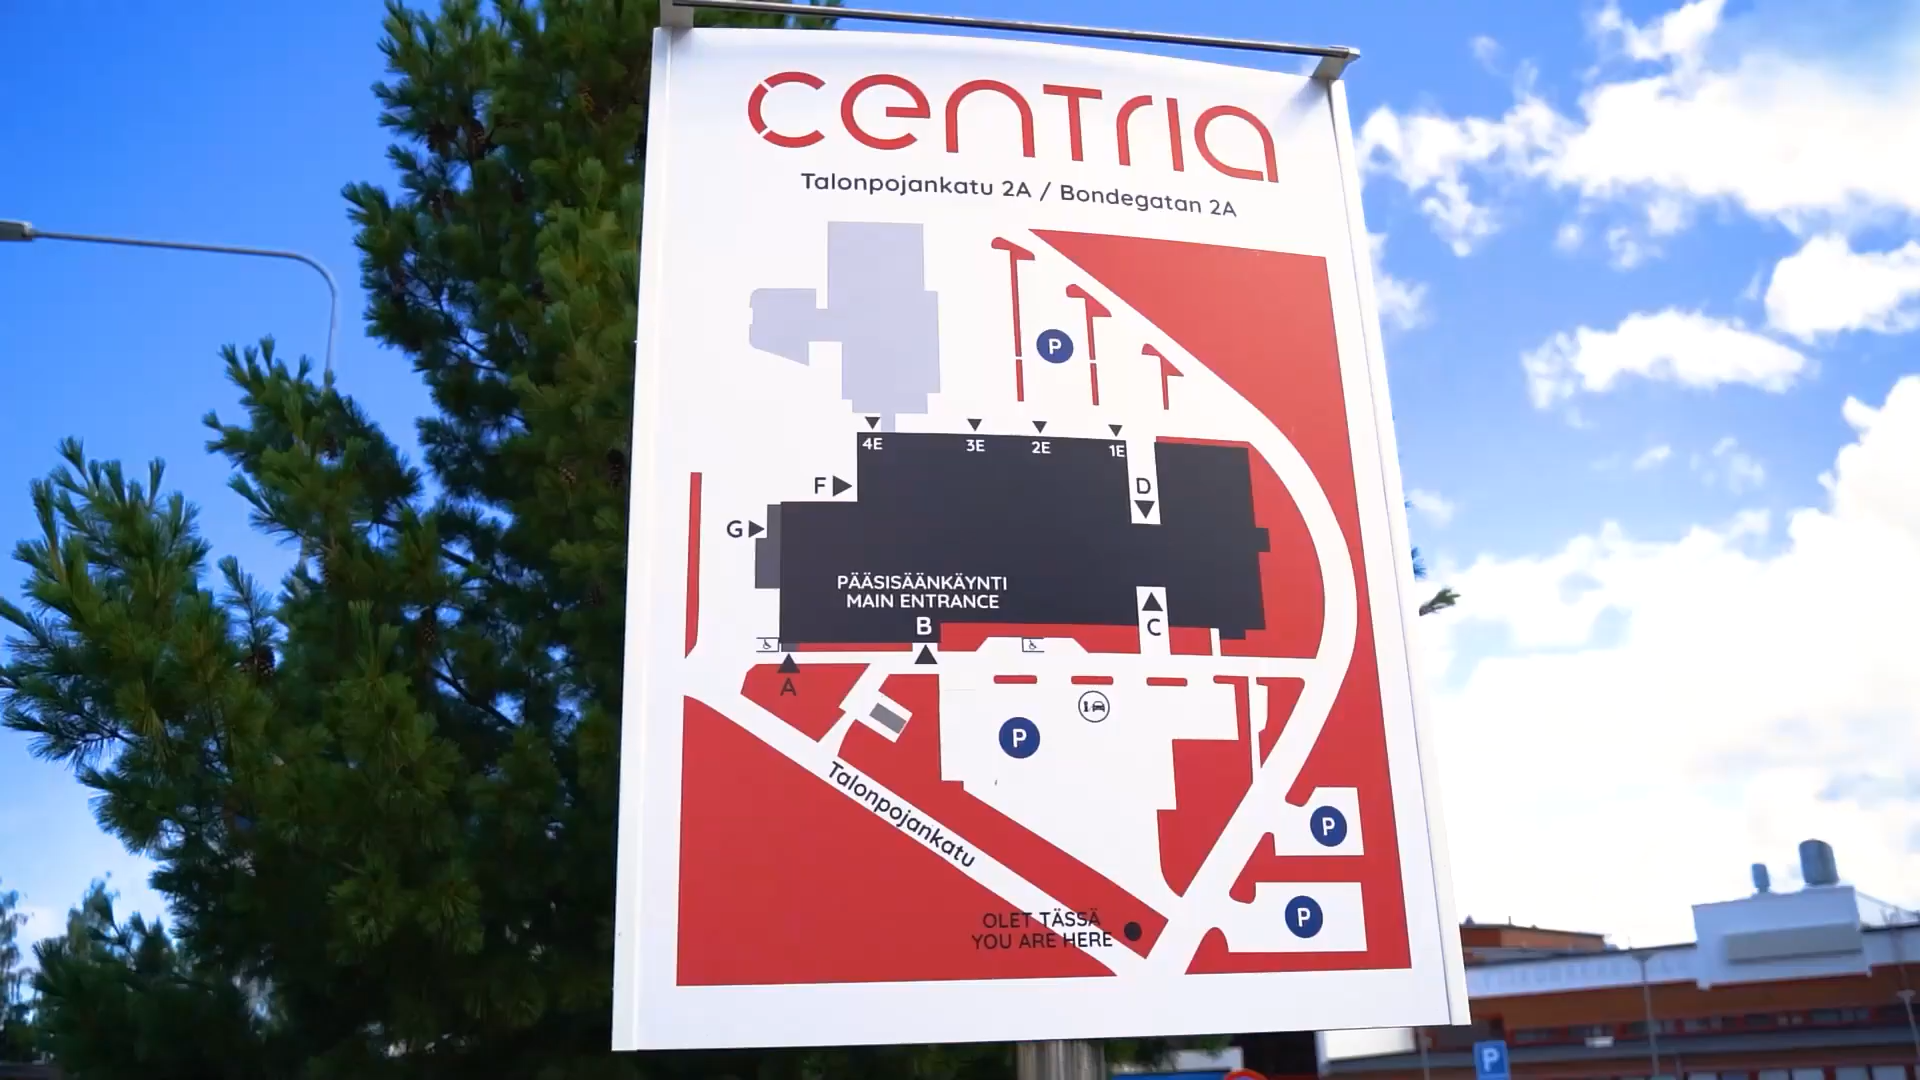 centria
Talonpojankatu 2A / Bondegatan 2A
P
4E 3E 2E 1E
F
D
G
PÄÄSISÄÄNKÄYNTI
MAIN ENTRANCE
B
C
A
P
Talonpojankatu
P
P
OLET TÄSSÄ
YOU ARE HERE
P